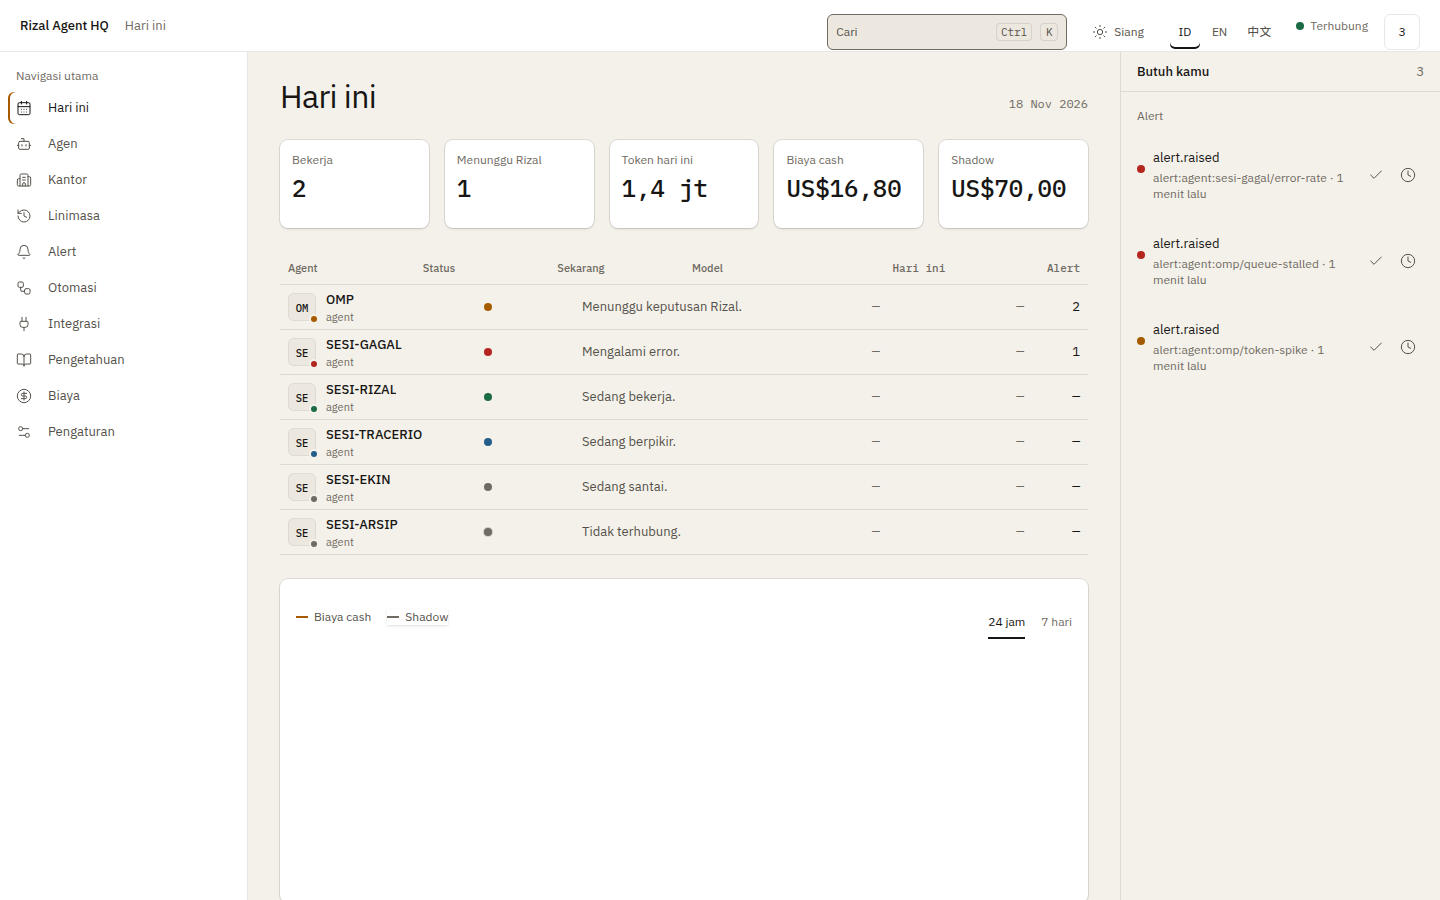 Rizal Agent HQ
Hari ini
Cari
Ctrl
K
Siang
ID
EN
中文
Terhubung
3
Navigasi utama
Hari ini
Agen
Kantor
Linimasa
Alert
Otomasi
Integrasi
Pengetahuan
Biaya
Pengaturan
Hari ini
18 Nov 2026
Bekerja
2
Menunggu Rizal
1
Token hari ini
1,4 jt
Biaya cash
US$16,80
Shadow
US$70,00
Agent
Status
Sekarang
Model
Hari ini
Alert
OM
OMP
agent
Menunggu keputusan Rizal.
—
—
2
SE
SESI-GAGAL
agent
Mengalami error.
—
—
1
SE
SESI-RIZAL
agent
Sedang bekerja.
—
—
—
SE
SESI-TRACERIO
agent
Sedang berpikir.
—
—
—
SE
SESI-EKIN
agent
Sedang santai.
—
—
—
SE
SESI-ARSIP
agent
Tidak terhubung.
—
—
—
Biaya cash
Shadow
24 jam
7 hari
Butuh kamu
3
Alert
alert.raised
alert:agent:sesi-gagal/error-rate · 1
menit lalu
alert.raised
alert:agent:omp/queue-stalled · 1
menit lalu
alert.raised
alert:agent:omp/token-spike · 1
menit lalu